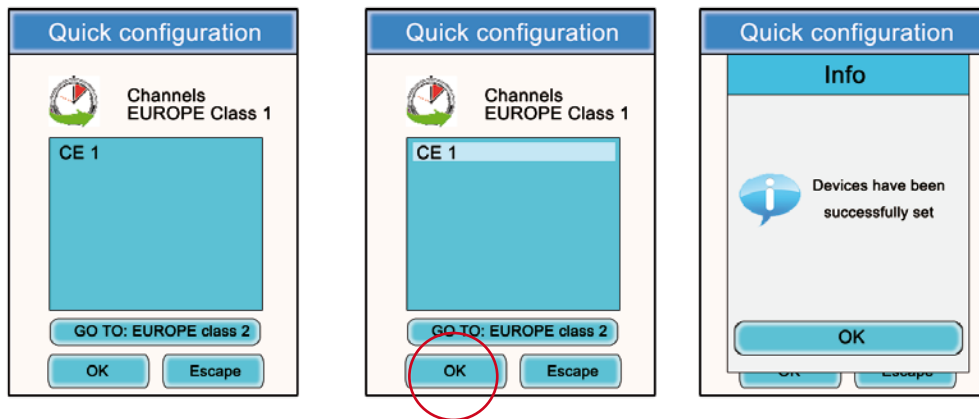 Quick configuration
Channels
EUROPE Class 1
CE 1
GO TO: EUROPE class 2
OK
Escape
Quick configuration
Channels
EUROPE Class 1
CE 1
GO TO: EUROPE class 2
OK
Escape
Quick configuration
Info
Devices have been
successfully set
OK
OK
Escape